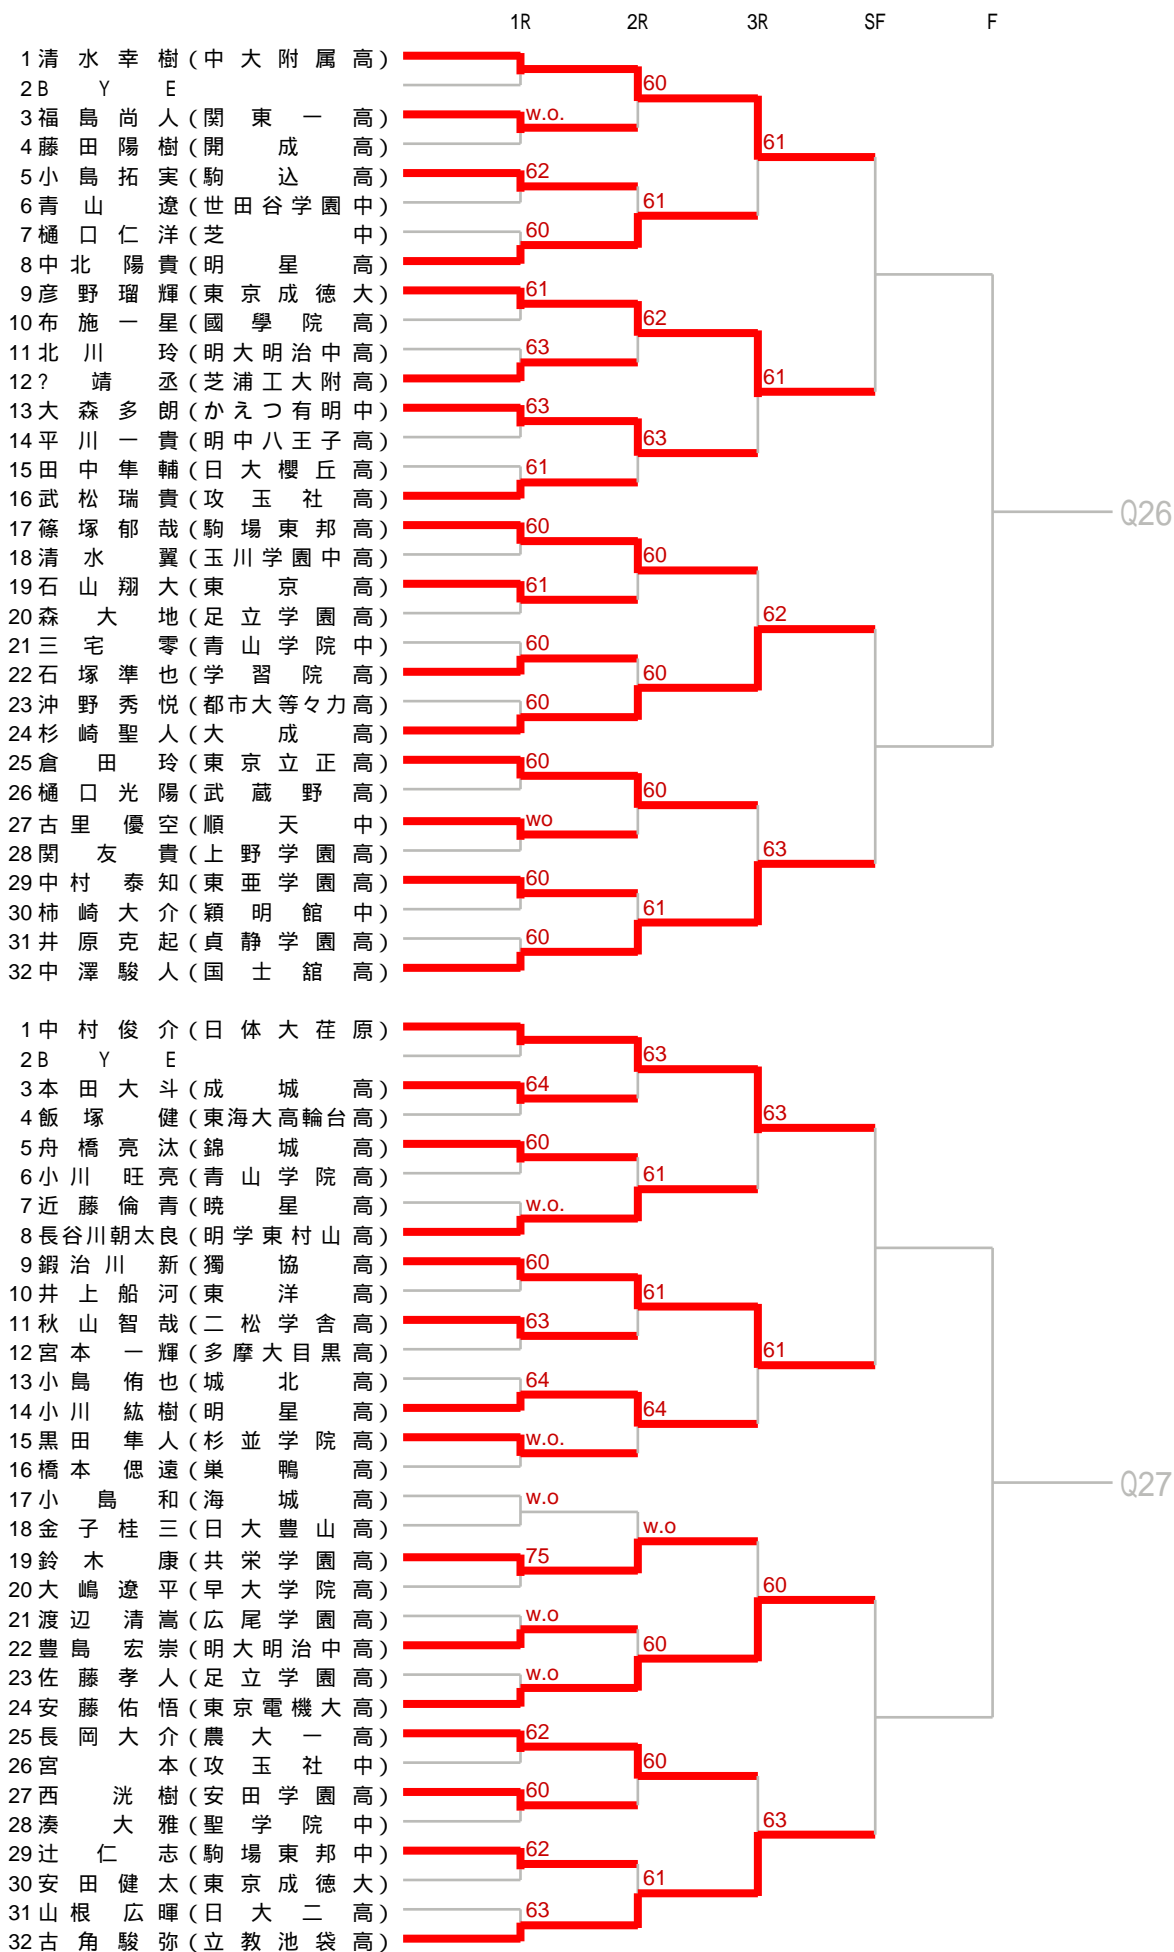 1R 2R 3R SF F
1 清水幸樹 (中大附属高)
2 BYE
60
3 福島尚人 (関東一高) w.o.
4 藤田陽樹 (開成高)
61
5 小島拓実 (駒込高) 62
6 青山遼 (世田谷学園中)
61
7 樋口仁洋 (芝中) 60
8 中北陽貴 (明星高)
9 彦野瑠輝 (東京成徳大) 61
10 布施一星 (國學院高)
62
11 北川玲 (明大明治中高) 63
12 ?靖丞 (芝浦工大附高)
61
13 大森多朗 (かえつ有明中) 63
14 平川一貴 (明中八王子高)
63
15 田中隼輔 (日大櫻丘高) 61
16 武松瑞貴 (攻玉社高)
Q26
17 篠塚郁哉 (駒場東邦高) 60
18 清水翼 (玉川学園中高)
60
19 石山翔大 (東京高) 61
20 森大地 (足立学園高)
62
21 三宅零 (青山学院中) 60
22 石塚準也 (学習院高)
60
23 沖野秀悦 (都市大等々力高) 60
24 杉崎聖人 (大成高)
25 倉田玲 (東京立正高) 60
26 樋口光陽 (武蔵野高)
60
27 古里優空 (順天中) wo
28 関友貴 (上野学園高)
63
29 中村泰知 (東亜学園高) 60
30 柿崎大介 (穎明館中)
61
31 井原克起 (貞静学園高) 60
32 中澤駿人 (国士舘高)
1 中村俊介 (日体大荏原)
2 BYE
63
3 本田大斗 (成城高) 64
4 飯塚健 (東海大高輪台高)
63
5 舟橋亮汰 (錦城高) 60
6 小川旺亮 (青山学院高)
61
7 近藤倫青 (暁星高) w.o.
8 長谷川朝太良 (明学東村山高)
9 鍜治川新 (獨協高) 60
10 井上船河 (東洋高)
61
11 秋山智哉 (二松学舎高) 63
12 宮本一輝 (多摩大目黒高)
61
13 小島侑也 (城北高) 64
14 小川紘樹 (明星高)
64
15 黒田隼人 (杉並学院高) w.o.
16 橋本偲遠 (巣鴨高)
Q27
17 小島和 (海城高) w.o
18 金子桂三 (日大豊山高)
w.o
19 鈴木康 (共栄学園高) 75
20 大嶋遼平 (早大学院高)
60
21 渡辺清嵩 (広尾学園高) w.o
22 豊島宏崇 (明大明治中高)
60
23 佐藤孝人 (足立学園高) w.o
24 安藤佑悟 (東京電機大高)
25 長岡大介 (農大一高) 62
26 宮本 (攻玉社中)
60
27 西洸樹 (安田学園高) 60
28 湊大雅 (聖学院中)
63
29 辻仁志 (駒場東邦中) 62
30 安田健太 (東京成徳大)
61
31 山根広暉 (日大二高) 63
32 古角駿弥 (立教池袋高)